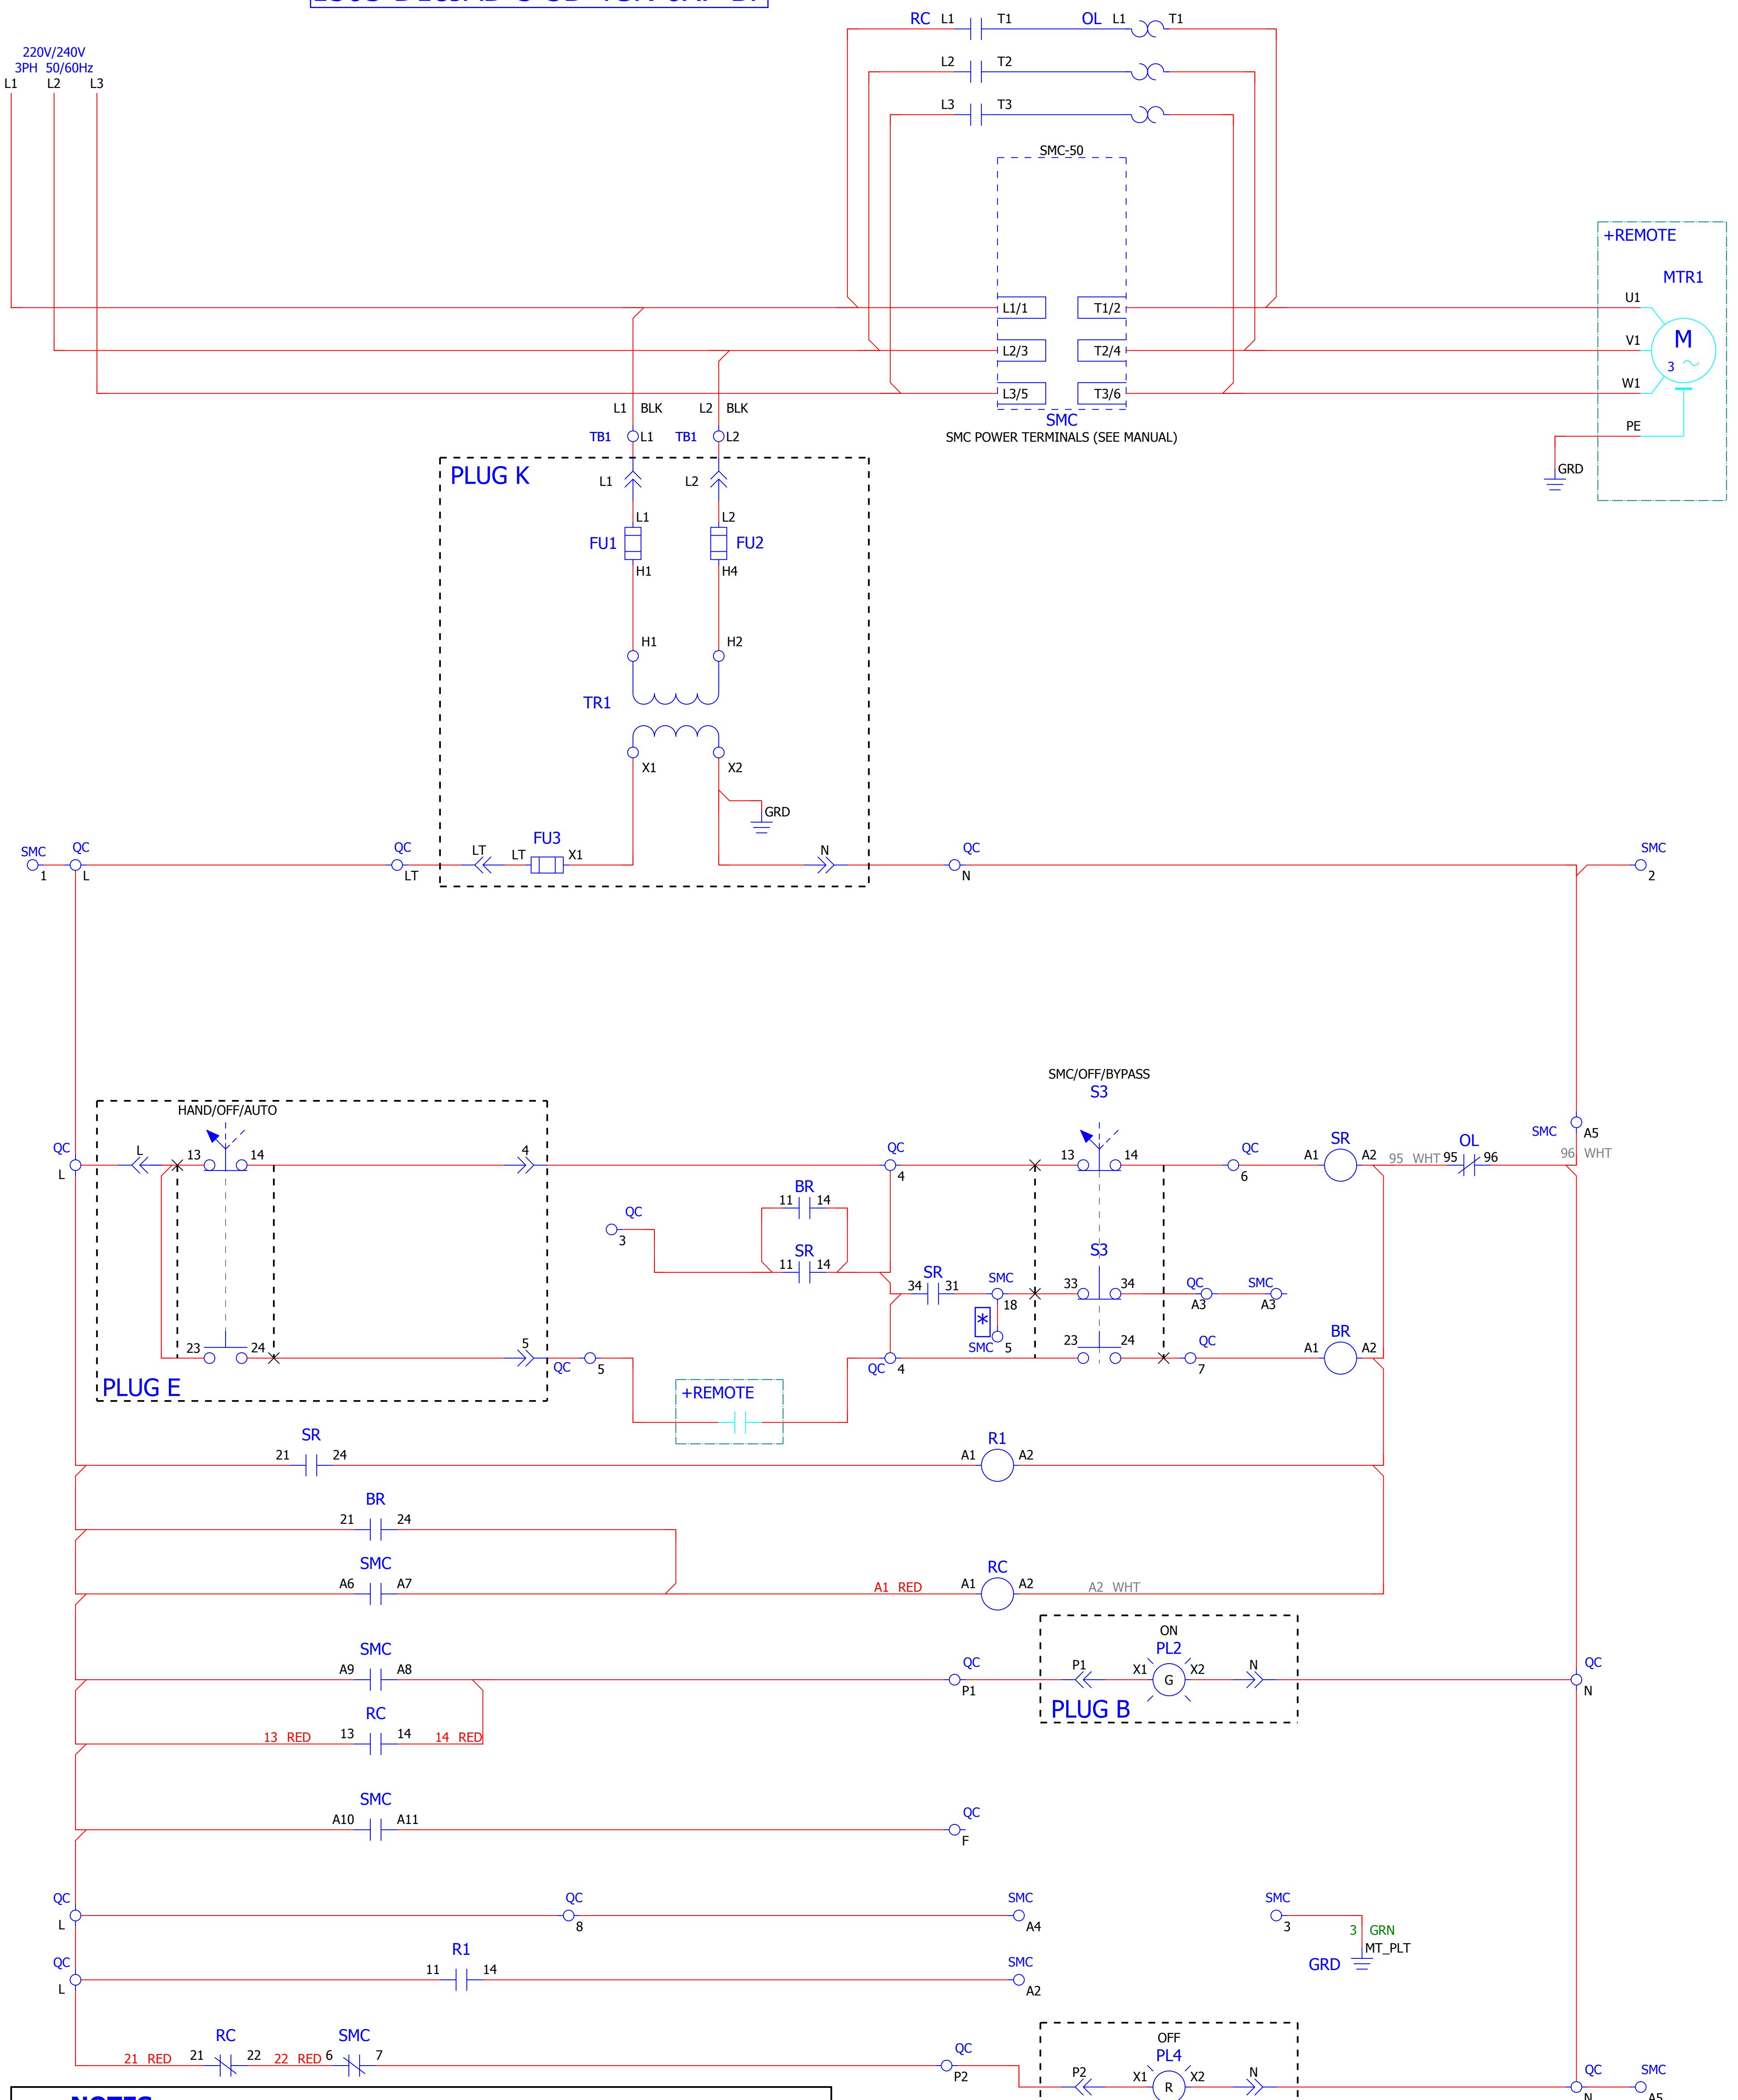 RC L1 T1 OL L1 T1
220V/240V
3PH 50/60Hz
L1 L2 L3
L2 T2
L3 T3
SMC-50
+REMOTE
MTR1
L1/1 T1/2 U1
L2/3 T2/4 V1 M
3
L3/5 T3/6 W1
L1 BLK L2 BLK
SMC
TB1 L1 TB1 L2
SMC POWER TERMINALS (SEE MANUAL)
PE
GRD
PLUG K
L1 L2
L1 L2
FU1 FU2
H1 H4
H1 H2
TR1
X1 X2
GRD
SMC QC QC LT FU3 N QC SMC
LT X1
1 L LT N 2
SMC/OFF/BYPASS
S3
HAND/OFF/AUTO
SMC A5
QC L 13 14 4 QC 13 14 QC SR OL
A1 A2 95 WHT 95 96 96 WHT
L 4 6
BR
11 14
QC
3
SR
11 14
S3
SR
34 31 SMC 33 34 QC SMC
18 A3 A3
*
SMC 5
23 24 5 QC 5 QC 4 23 24 QC 7 BR A1 A2
PLUG E
+REMOTE
SR
21 24
R1
A1 A2
BR
21 24
SMC
A6 A7
RC
A1 RED A1 A2 A2 WHT
ON
SMC
A9 A8
QC
P1
PL2
P1 X1 G X2 N
QC
N
PLUG B
RC
13 RED 13 14 14 RED
SMC
A10 A11
QC
F
QC L QC 8 SMC A4 SMC 3
3 GRN
MT_PLT
GRD
QC L R1 11 14 SMC A2
OFF
RC SMC
21 RED 21 22 22 RED 6 7
QC
P2
PL4
P2 X1 R X2 N
QC SMC
N A5
NOTES